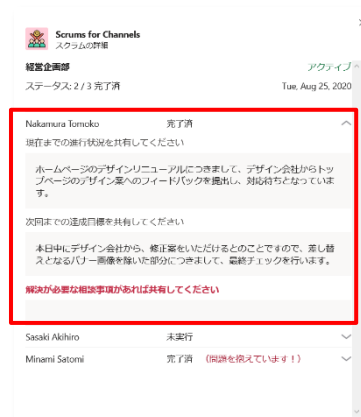 Scrums for Channels
スクラムの詳細
経営企画部 アクティブ
ステータス: 2 / 3 完了済 Tue, Aug 25, 2020
Nakamura Tomoko 完了済
現在までの進行状況を共有してください
ホームページのデザインリニューアルにつきまして、デザイン会社からトッ
プページのデザイン案へのフィードバックを提出し、対応待ちとなっていま
す。
次回までの達成目標を共有してください
本日中にデザイン会社から、修正案をいただけるとのことですので、差し替
えとなるバナー画像を除いた部分につきまして、最終チェックを行います。
解決が必要な相談事項があれば共有してください
Sasaki Akihiro 未実行
Minami Satomi 完了済 (問題を抱えています！)